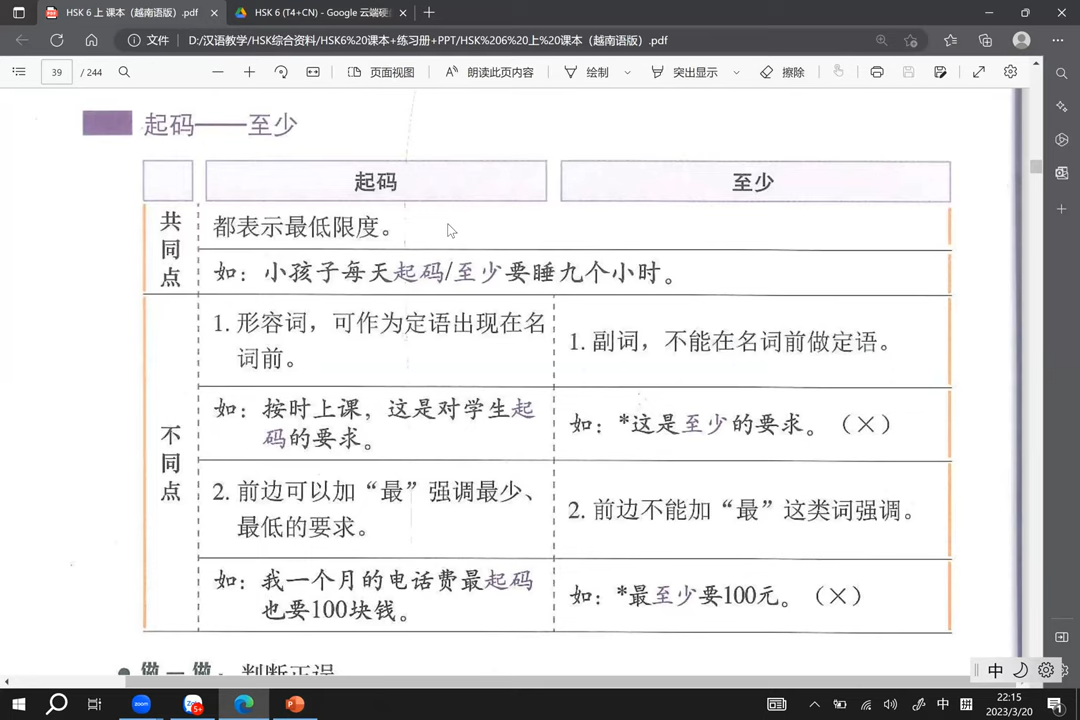 HSK 6 上 课本（越南语版）.pdf
HSK 6 (T4+CN) - Google 云端硬
文件 D:/汉语教学/HSK综合资料/HSK6%20课本+练习册+PPT/HSK%206%20上%20课本（越南语版）.pdf
39 / 244 页面视图 朗读此页内容 绘制 突出显示 擦除
起码——至少
起码 至少
共同点
都表示最低限度。
如：小孩子每天起码/至少要睡九个小时。
不同点
1. 形容词，可作为定语出现在名
词前。
1. 副词，不能在名词前做定语。
如：按时上课，这是对学生起
码的要求。
如：*这是至少的要求。（×）
2. 前边可以加“最”强调最少、
最低的要求。
2. 前边不能加“最”这类词强调。
如：我一个月的电话费最起码
也要100块钱。
如：*最至少要100元。（×）
做一做：判断正误
中
zoom 5+ 中 拼 22:15
2023/3/20 1